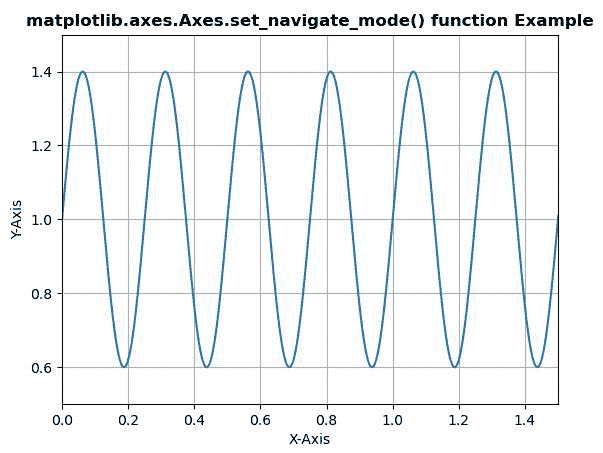 matplotlib.axes.Axes.set_navigate_mode() function Example
1.4
1.2
1.0
0.8
0.6
Y-Axis
0.0 0.2 0.4 0.6 0.8 1.0 1.2 1.4
X-Axis